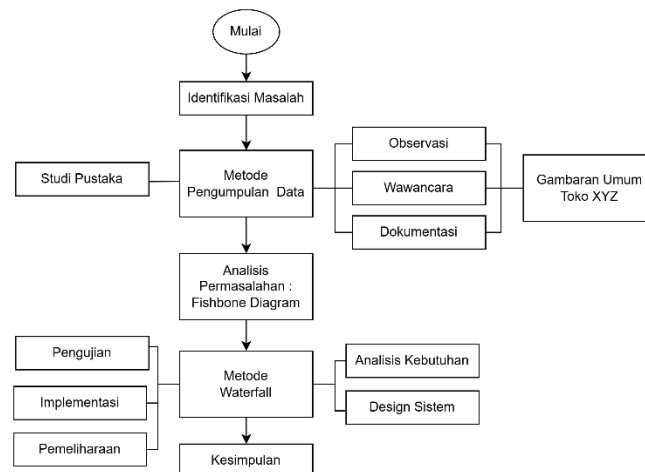 Mulai
Identifikasi Masalah
Studi Pustaka
Metode
Pengumpulan Data
Observasi
Wawancara
Dokumentasi
Gambaran Umum
Toko XYZ
Analisis
Permasalahan :
Fishbone Diagram
Pengujian
Implementasi
Pemeliharaan
Metode
Waterfall
Analisis Kebutuhan
Design Sistem
Kesimpulan